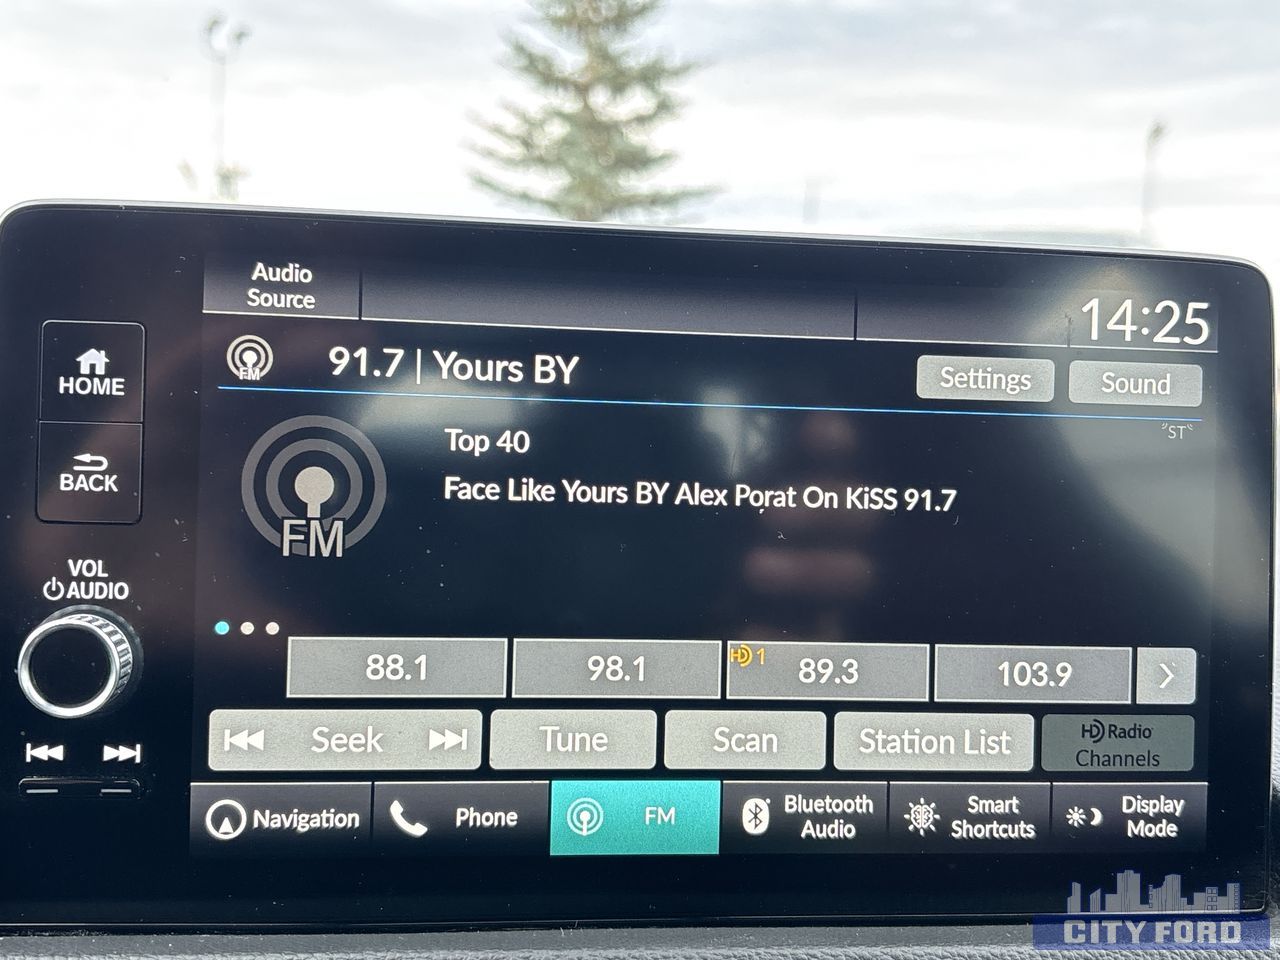 Audio
Source
14:25
FM
91.7 | Yours BY
Settings
Sound
"ST"
HOME
BACK
Top 40
Face Like Yours BY Alex Porat On KiSS 91.7
FM
VOL
AUDIO
88.1
98.1
HD 1
89.3
103.9
Seek
Tune
Scan
Station List
HD Radio
Channels
Navigation
Phone
FM
Bluetooth
Audio
Smart
Shortcuts
Display
Mode
CITY FORD